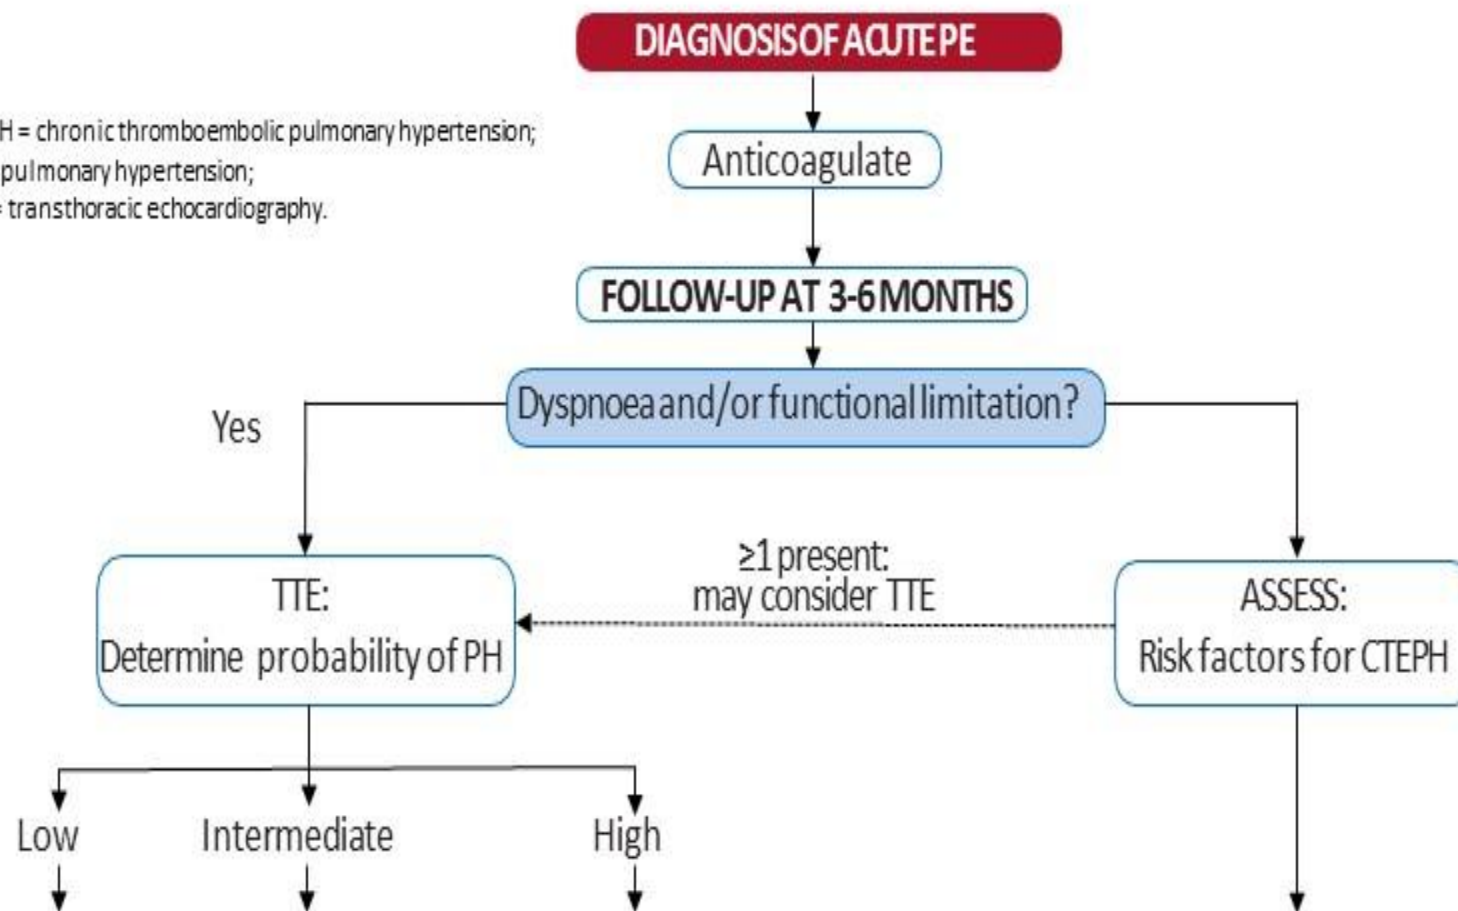 DIAGNOSIS OF ACUTE PE
H = chronic thromboembolic pulmonary hypertension;
pulmonary hypertension;
= transthoracic echocardiography.
Anticoagulate
FOLLOW-UP AT 3-6 MONTHS
Dyspnoea and/or functional limitation?
Yes
≥1 present:
may consider TTE
TTE:
Determine probability of PH
ASSESS:
Risk factors for CTEPH
Low
Intermediate
High